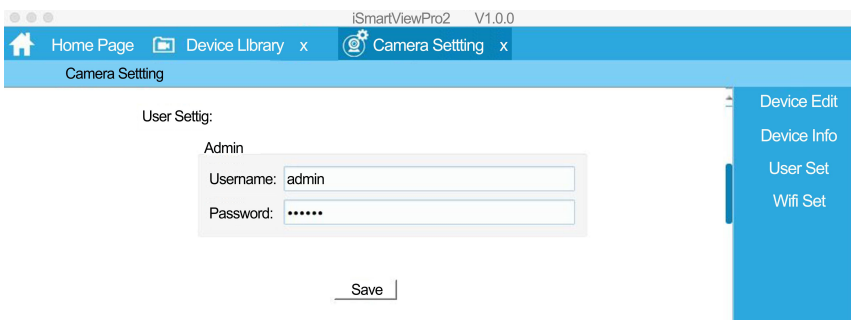 iSmartViewPro2 V1.0.0
Home Page Device LIbrary x Camera Settting x
Camera Settting
User Settig:
Admin
Username: admin
Password: ••••••
Save
Device Edit
Device Info
User Set
Wifi Set